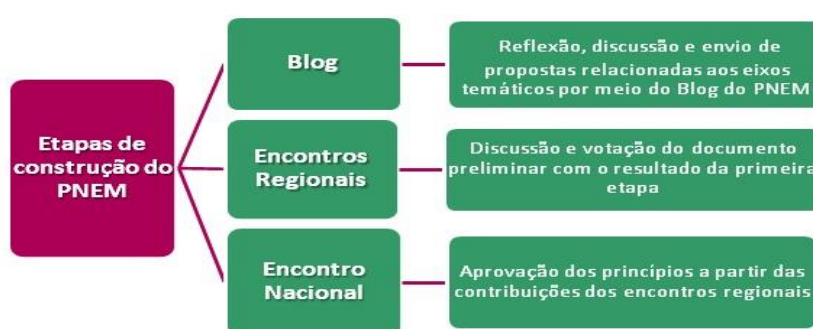 Etapas de
construção do
PNEM
Blog
Reflexão, discussão e envio de
propostas relacionadas aos eixos
temáticos por meio do Blog do PNEM
Encontros
Regionais
Discussão e votação do documento
preliminar com o resultado da primeira
etapa
Encontro
Nacional
Aprovação dos princípios a partir das
contribuições dos encontros regionais